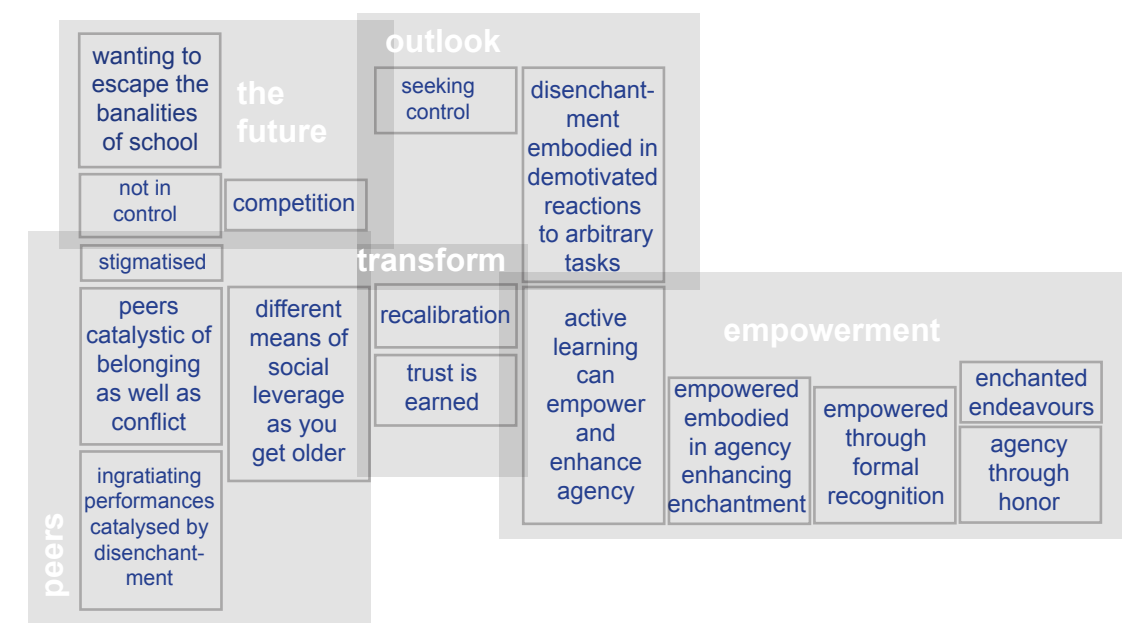 wanting to
escape the
banalities
of school
the
future
not in
control
competition
outlook
seeking
control
disenchant-
ment
embodied in
demotivated
reactions
to arbitrary
tasks
stigmatised
peers
catalystic of
belonging
as well as
conflict
different
means of
social
leverage
as you
get older
ingratiating
performances
catalysed by
disenchant-
ment
peers
transform
recalibration
trust is
earned
empowerment
active
learning
can
empower
and
enhance
agency
empowered
embodied
in agency
enhancing
enchantment
empowered
through
formal
recognition
enchanted
endeavours
agency
through
honor